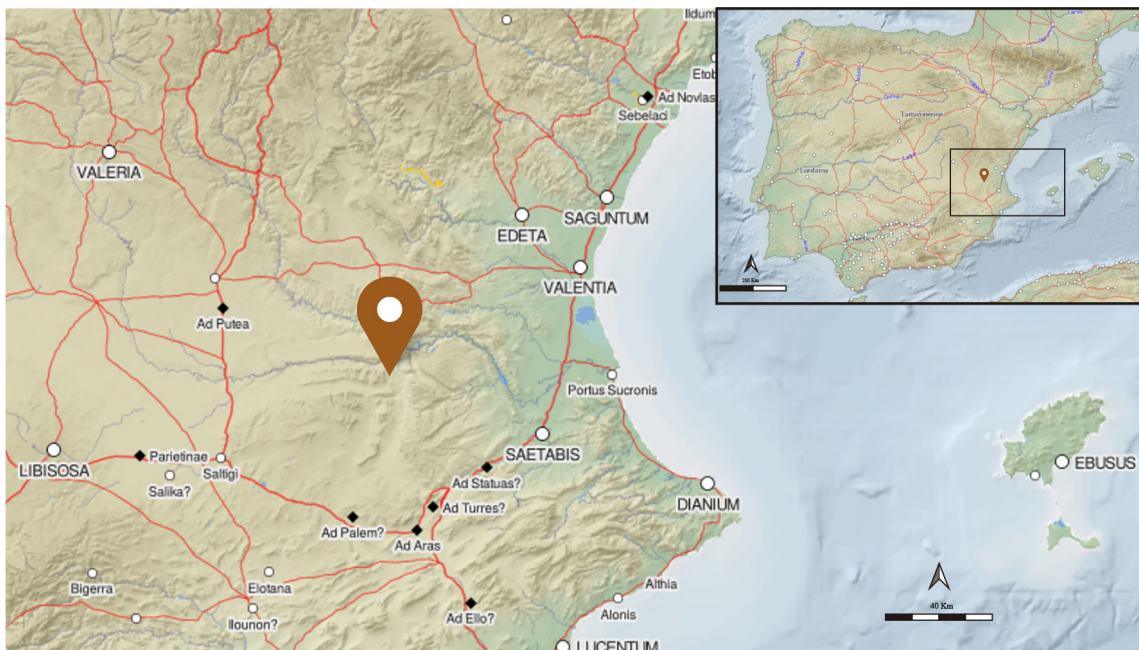 Ildum
Etob
Ad Novlas
Sebelaci
VALERIA
SAGUNTUM
EDETA
VALENTIA
Ad Putea
Portus Sucronis
LIBISOSA
Parietinae
Saltigi
Salika?
SAETABIS
Ad Statuas?
Ad Turres?
DIANIUM
EBUSUS
Ad Palem?
Ad Aras
Bigerra
Elotana
Althia
Ilounon?
Ad Ello?
Alonis
LUCENTUM
40 Km
Tarraconensis
Lusitania
200 Km